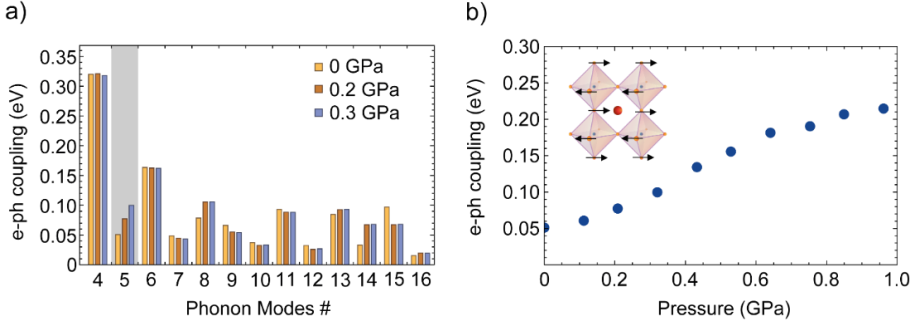 a)
e-ph coupling (eV)
0.35
0.30
0.25
0.20
0.15
0.10
0.05
0
0 GPa
0.2 GPa
0.3 GPa
4 5 6 7 8 9 10 11 12 13 14 15 16
Phonon Modes #
b)
e-ph coupling (eV)
0.30
0.25
0.20
0.15
0.10
0.05
0 0.2 0.4 0.6 0.8 1.0
Pressure (GPa)